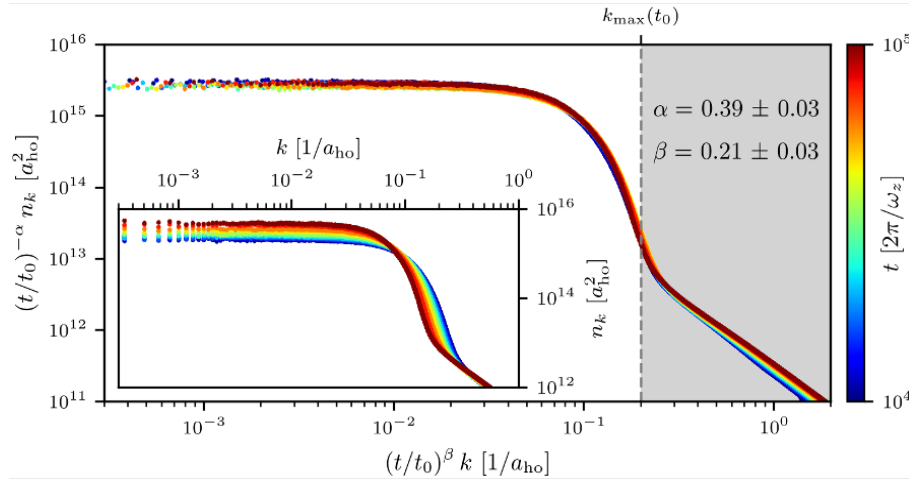 k_max(t_0)
10^16
10^15
10^14
10^13
10^12
10^11
(t/t_0)^−α n_k [a_ho^2]
α = 0.39 ± 0.03
β = 0.21 ± 0.03
k [1/a_ho]
10^−3 10^−2 10^−1 10^0
10^16
10^14
10^12
n_k [a_ho^2]
10^−3 10^−2 10^−1 10^0
(t/t_0)^β k [1/a_ho]
10^5
10^4
t [2π/ω_z]